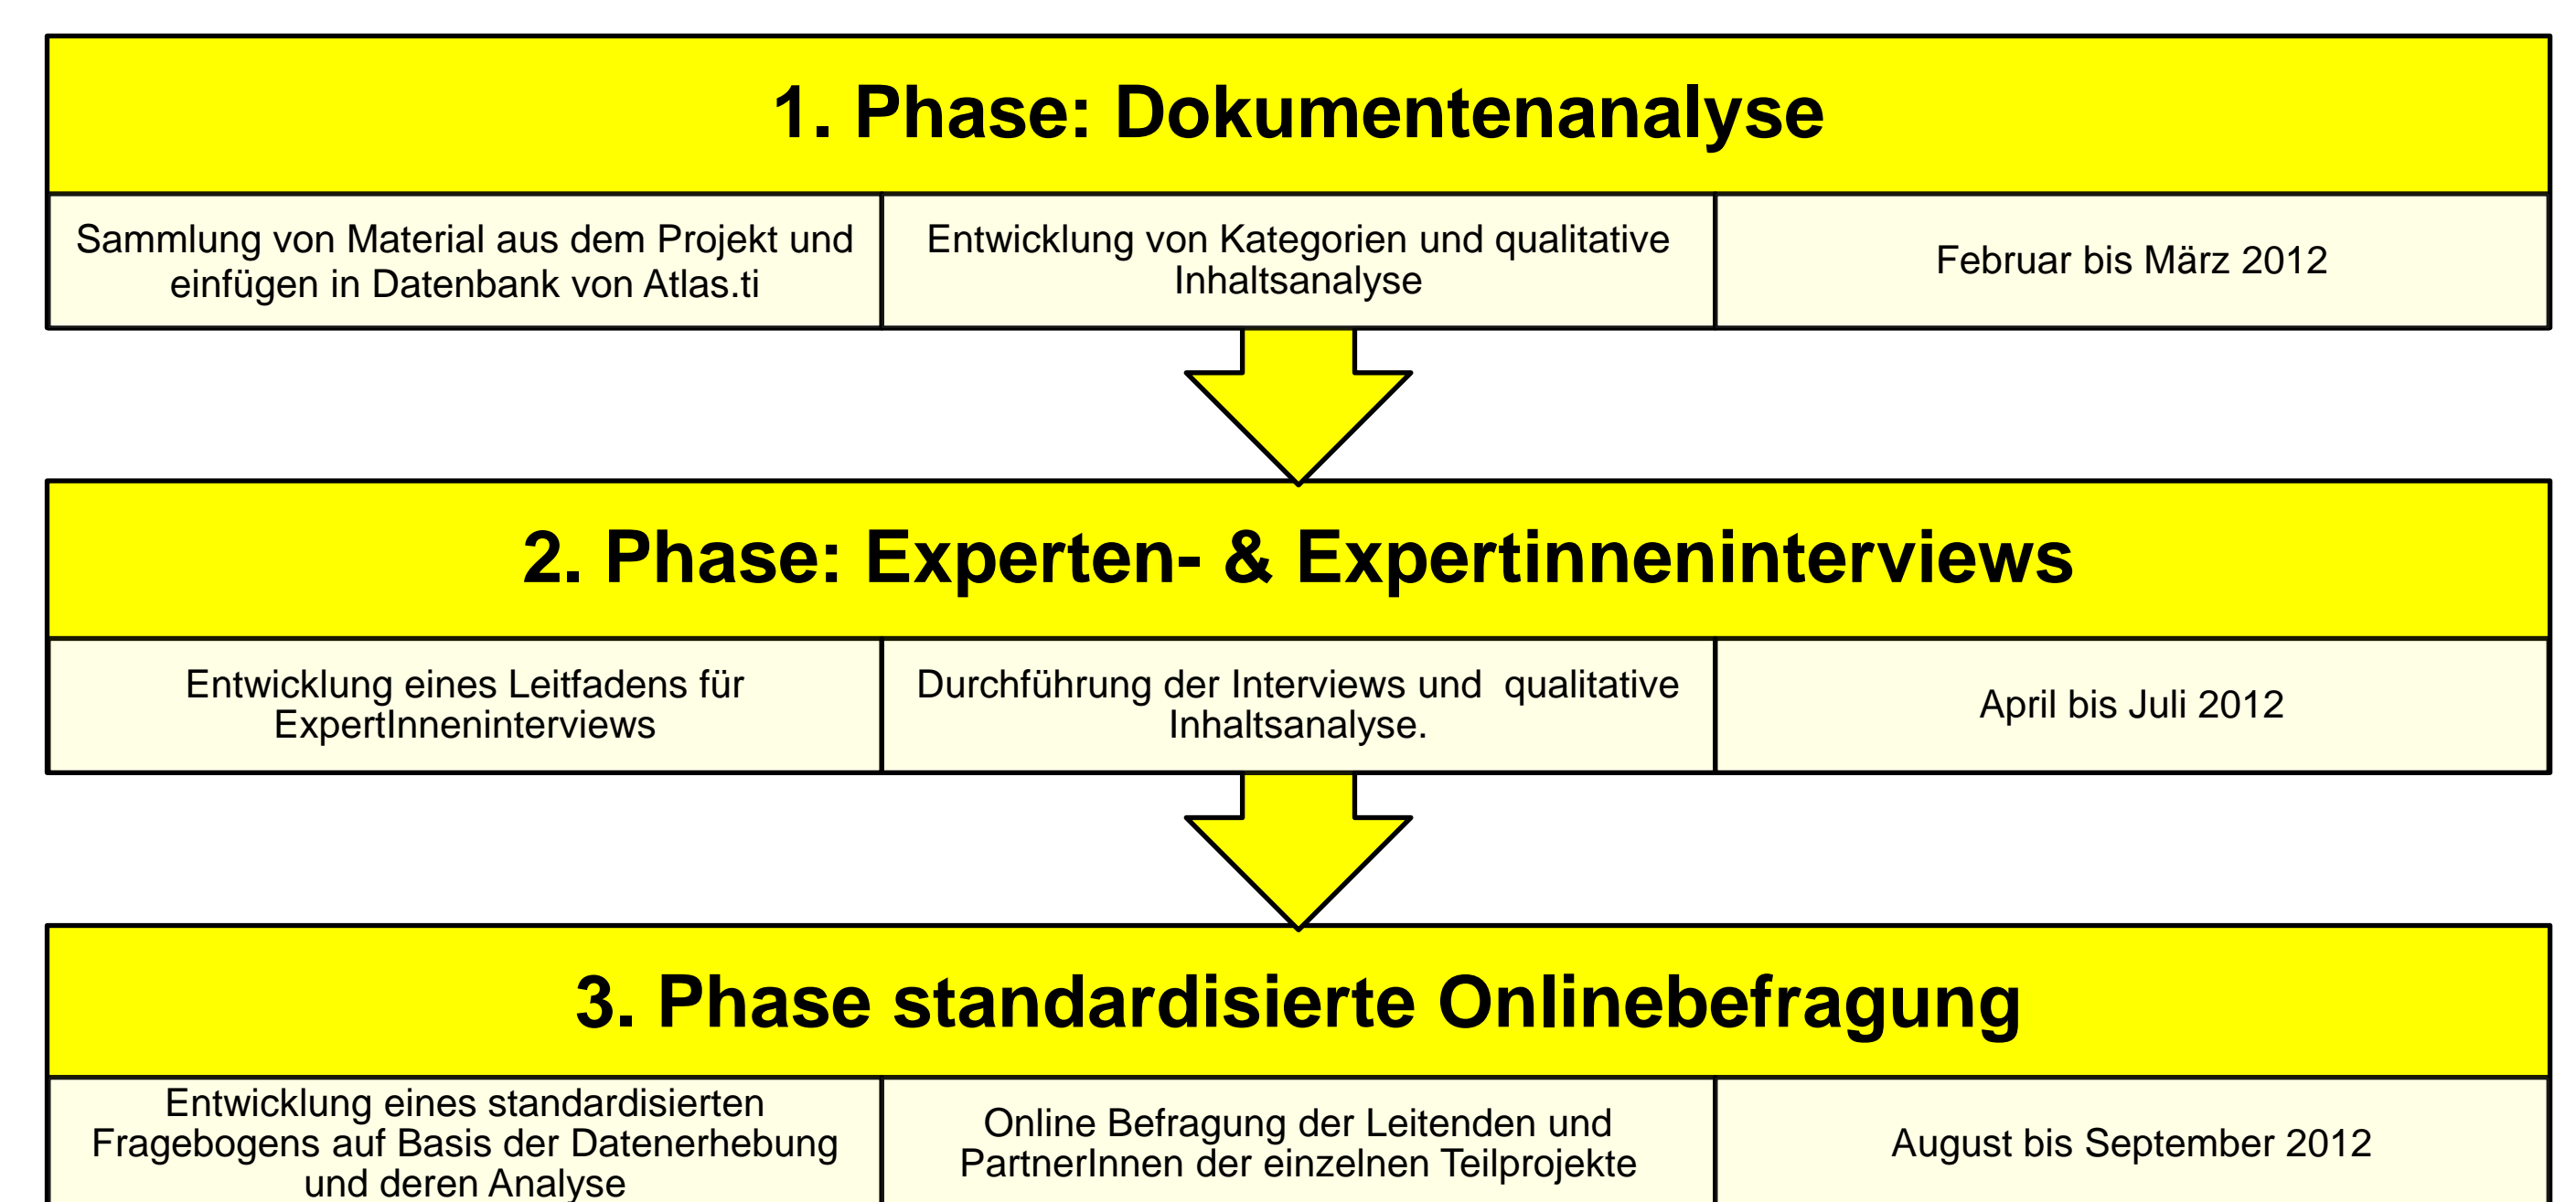 1. Phase: Dokumentenanalyse
Sammlung von Material aus dem Projekt und
einfügen in Datenbank von Atlas.ti
Entwicklung von Kategorien und qualitative
Inhaltsanalyse
Februar bis März 2012
2. Phase: Experten- & Expertinneninterviews
Entwicklung eines Leitfadens für
ExpertInneninterviews
Durchführung der Interviews und  qualitative
Inhaltsanalyse.
April bis Juli 2012
3. Phase standardisierte Onlinebefragung
Entwicklung eines standardisierten
Fragebogens auf Basis der Datenerhebung
und deren Analyse
Online Befragung der Leitenden und
PartnerInnen der einzelnen Teilprojekte
August bis September 2012